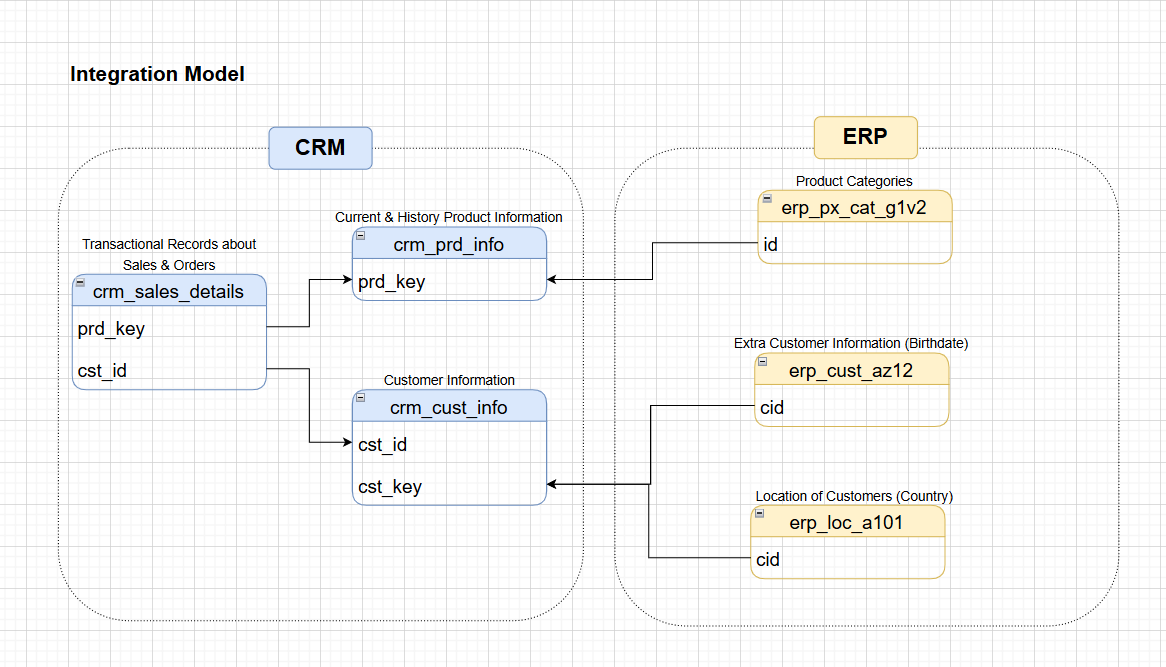 Integration Model
CRM
Transactional Records about
Sales & Orders
crm_sales_details
prd_key
cst_id
Current & History Product Information
crm_prd_info
prd_key
Customer Information
crm_cust_info
cst_id
cst_key
ERP
Product Categories
erp_px_cat_g1v2
id
Extra Customer Information (Birthdate)
erp_cust_az12
cid
Location of Customers (Country)
erp_loc_a101
cid